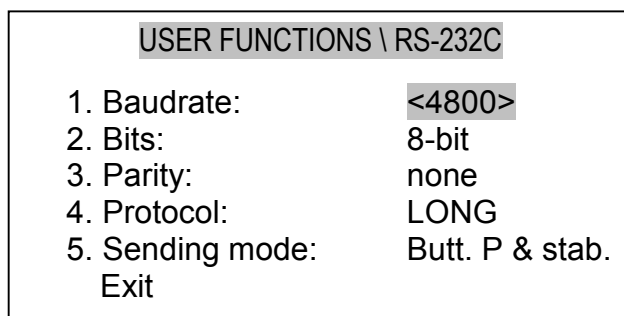 USER FUNCTIONS \ RS-232C
1. Baudrate: <4800>
2. Bits: 8-bit
3. Parity: none
4. Protocol: LONG
5. Sending mode: Butt. P & stab.
Exit